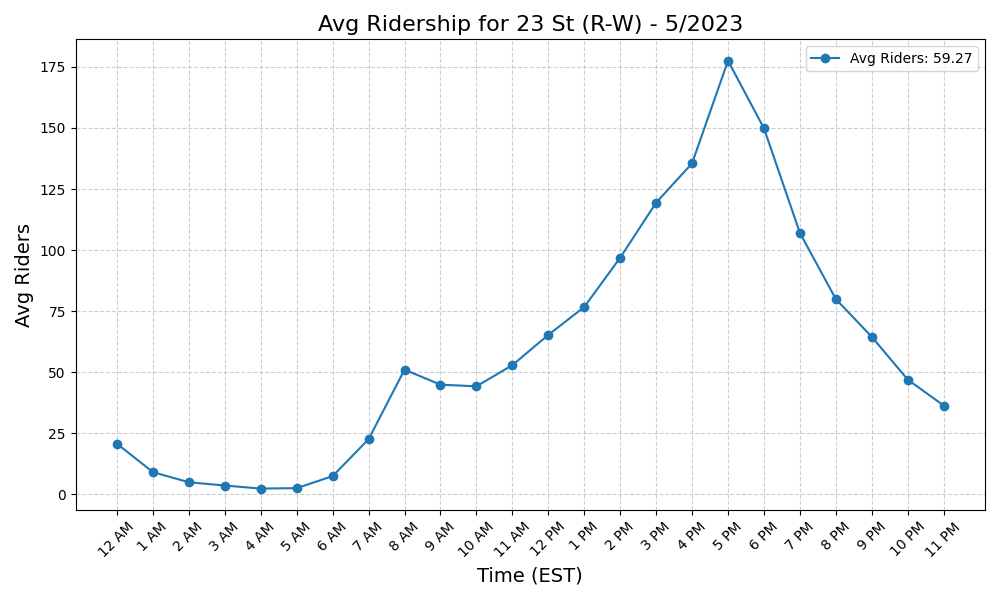 Avg Ridership for 23 St (R-W) - 5/2023
Avg Riders: 59.27
Avg Riders
175
150
125
100
75
50
25
0
12 AM
1 AM
2 AM
3 AM
4 AM
5 AM
6 AM
7 AM
8 AM
9 AM
10 AM
11 AM
12 PM
1 PM
2 PM
3 PM
4 PM
5 PM
6 PM
7 PM
8 PM
9 PM
10 PM
11 PM
Time (EST)